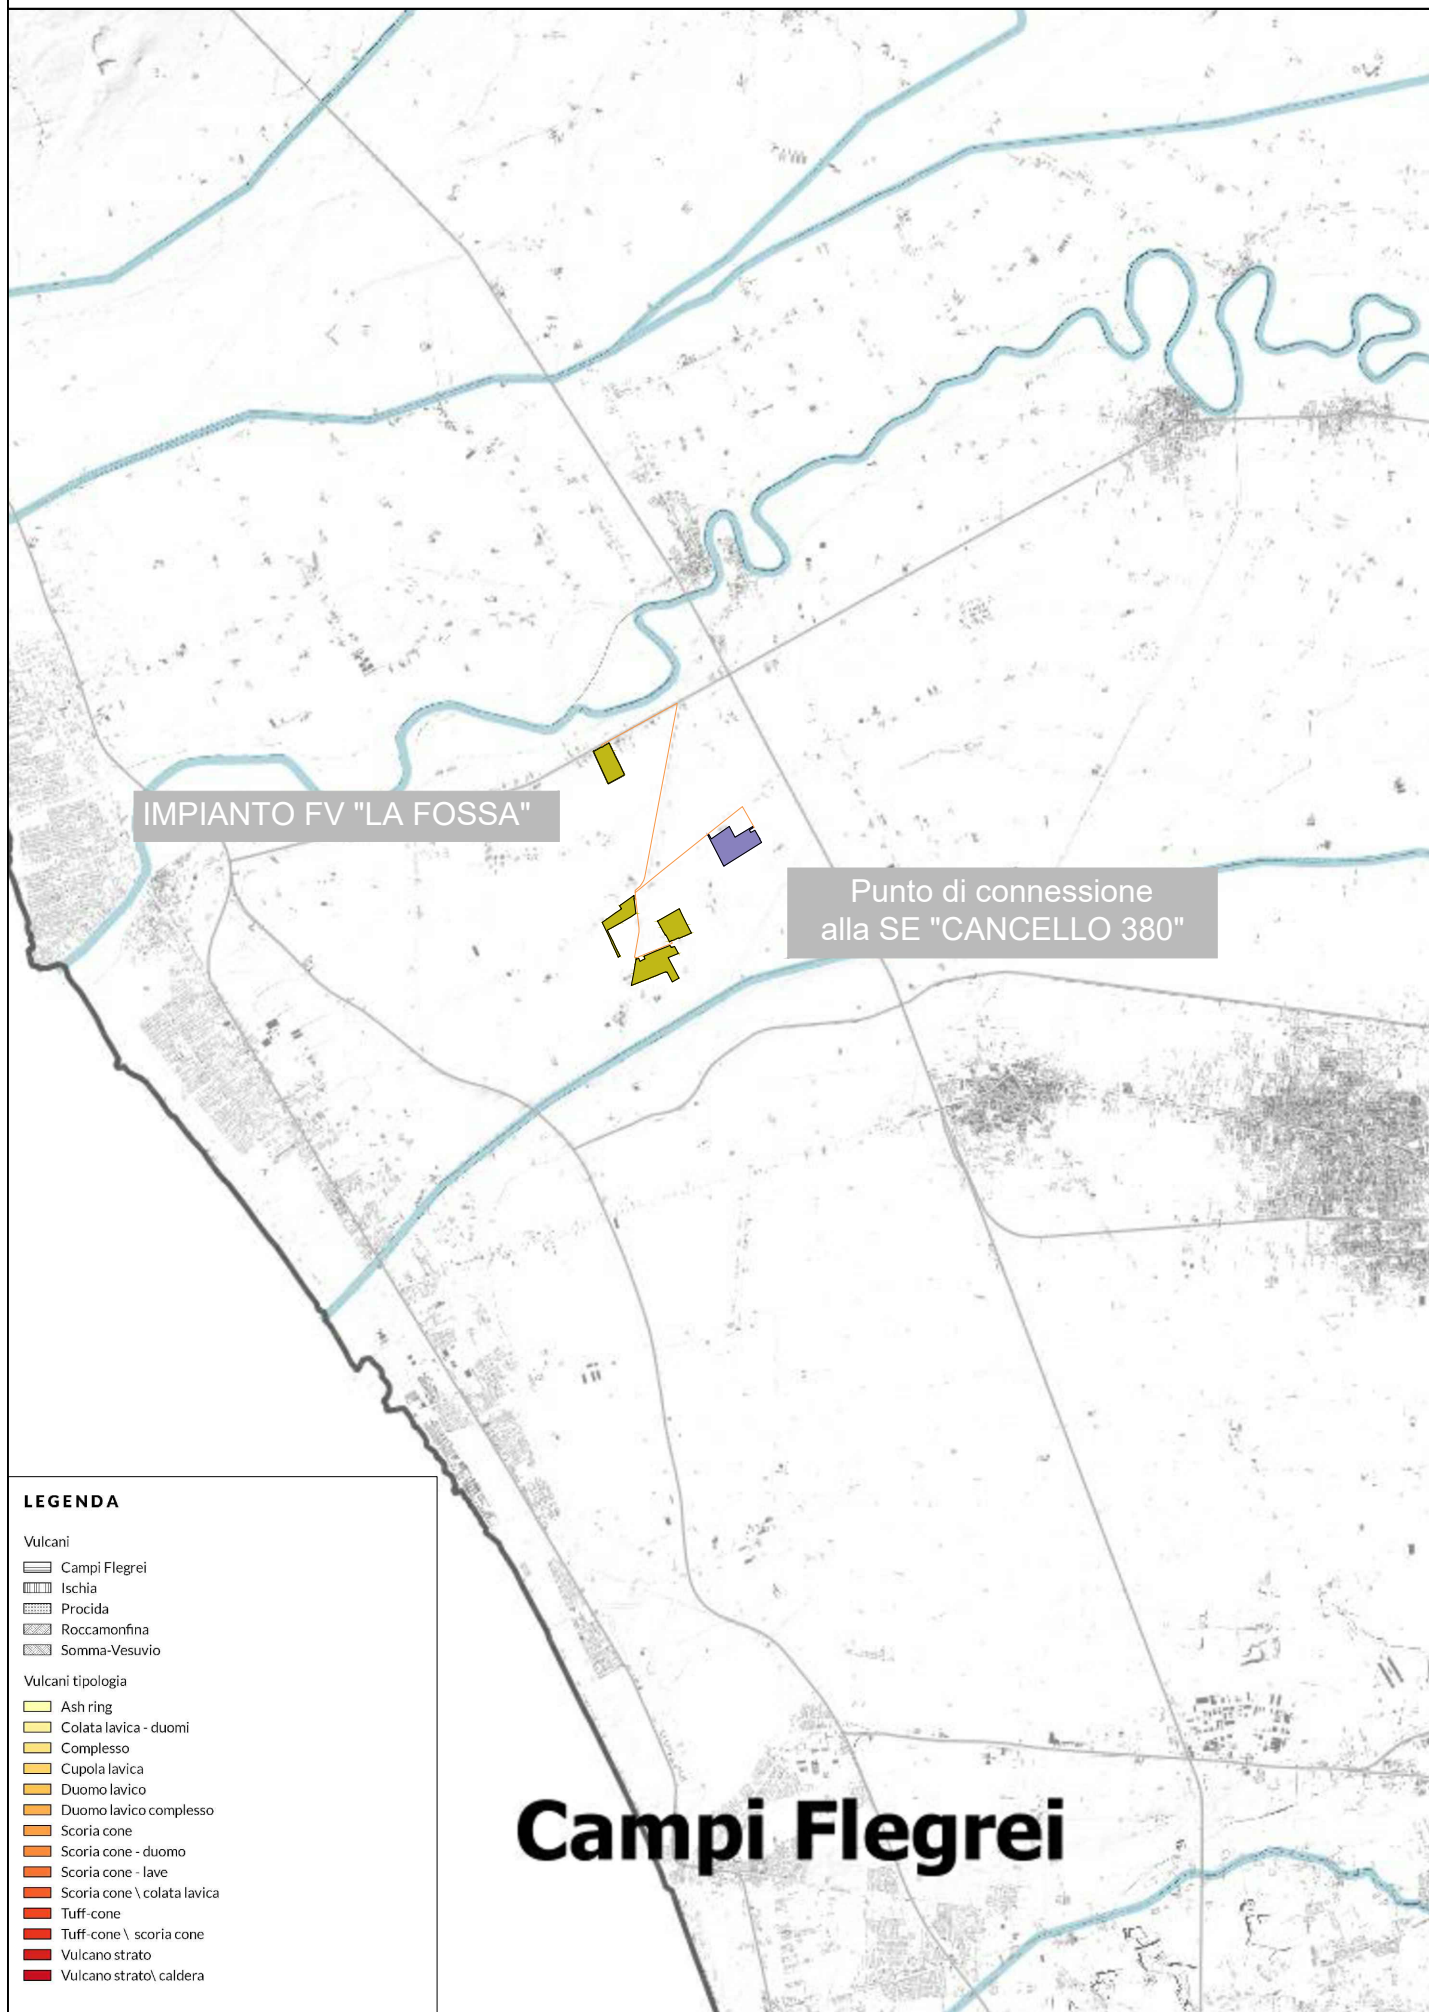 IMPIANTO FV "LA FOSSA"
Punto di connessione
alla SE "CANCELLO 380"
Campi Flegrei
LEGENDA
Vulcani
Campi Flegrei
Ischia
Procida
Roccamonfina
Somma-Vesuvio
Vulcani tipologia
Ash ring
Colata lavica - duomi
Complesso
Cupola lavica
Duomo lavico
Duomo lavico complesso
Scoria cone
Scoria cone - duomo
Scoria cone - lave
Scoria cone \ colata lavica
Tuff-cone
Tuff-cone \ scoria cone
Vulcano strato
Vulcano strato\ caldera